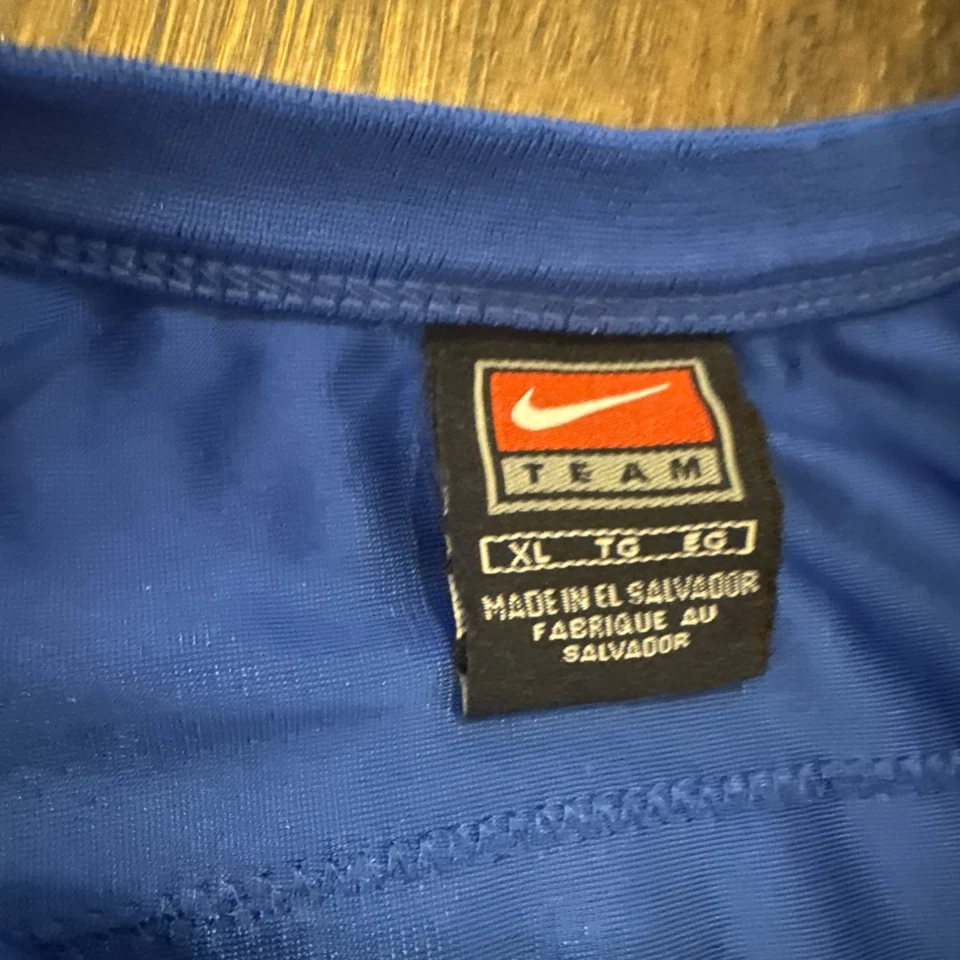 TEAM
XL TG EG
MADE IN EL SALVADOR
FABRIQUE AU
SALVADOR